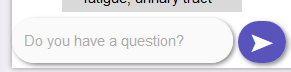 fatigue, urinary tract
Do you have a question?